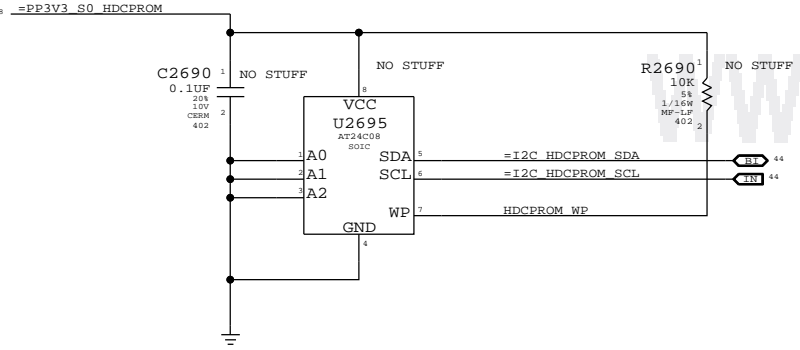 =PP3V3_S0_HDCPROM
C2690 1 NO STUFF
0.1UF
20%
10V
CERM
402
2
NO STUFF
8
VCC
U2695
AT24C08
SOIC
R2690 1 NO STUFF
10K
5%
1/16W
MF-LF
402
2
1 A0 SDA 5 =I2C_HDCPROM_SDA BI 44
2 A1 SCL 6 =I2C_HDCPROM_SCL IN 44
3 A2
WP 7 HDCPROM_WP
GND
4
WW